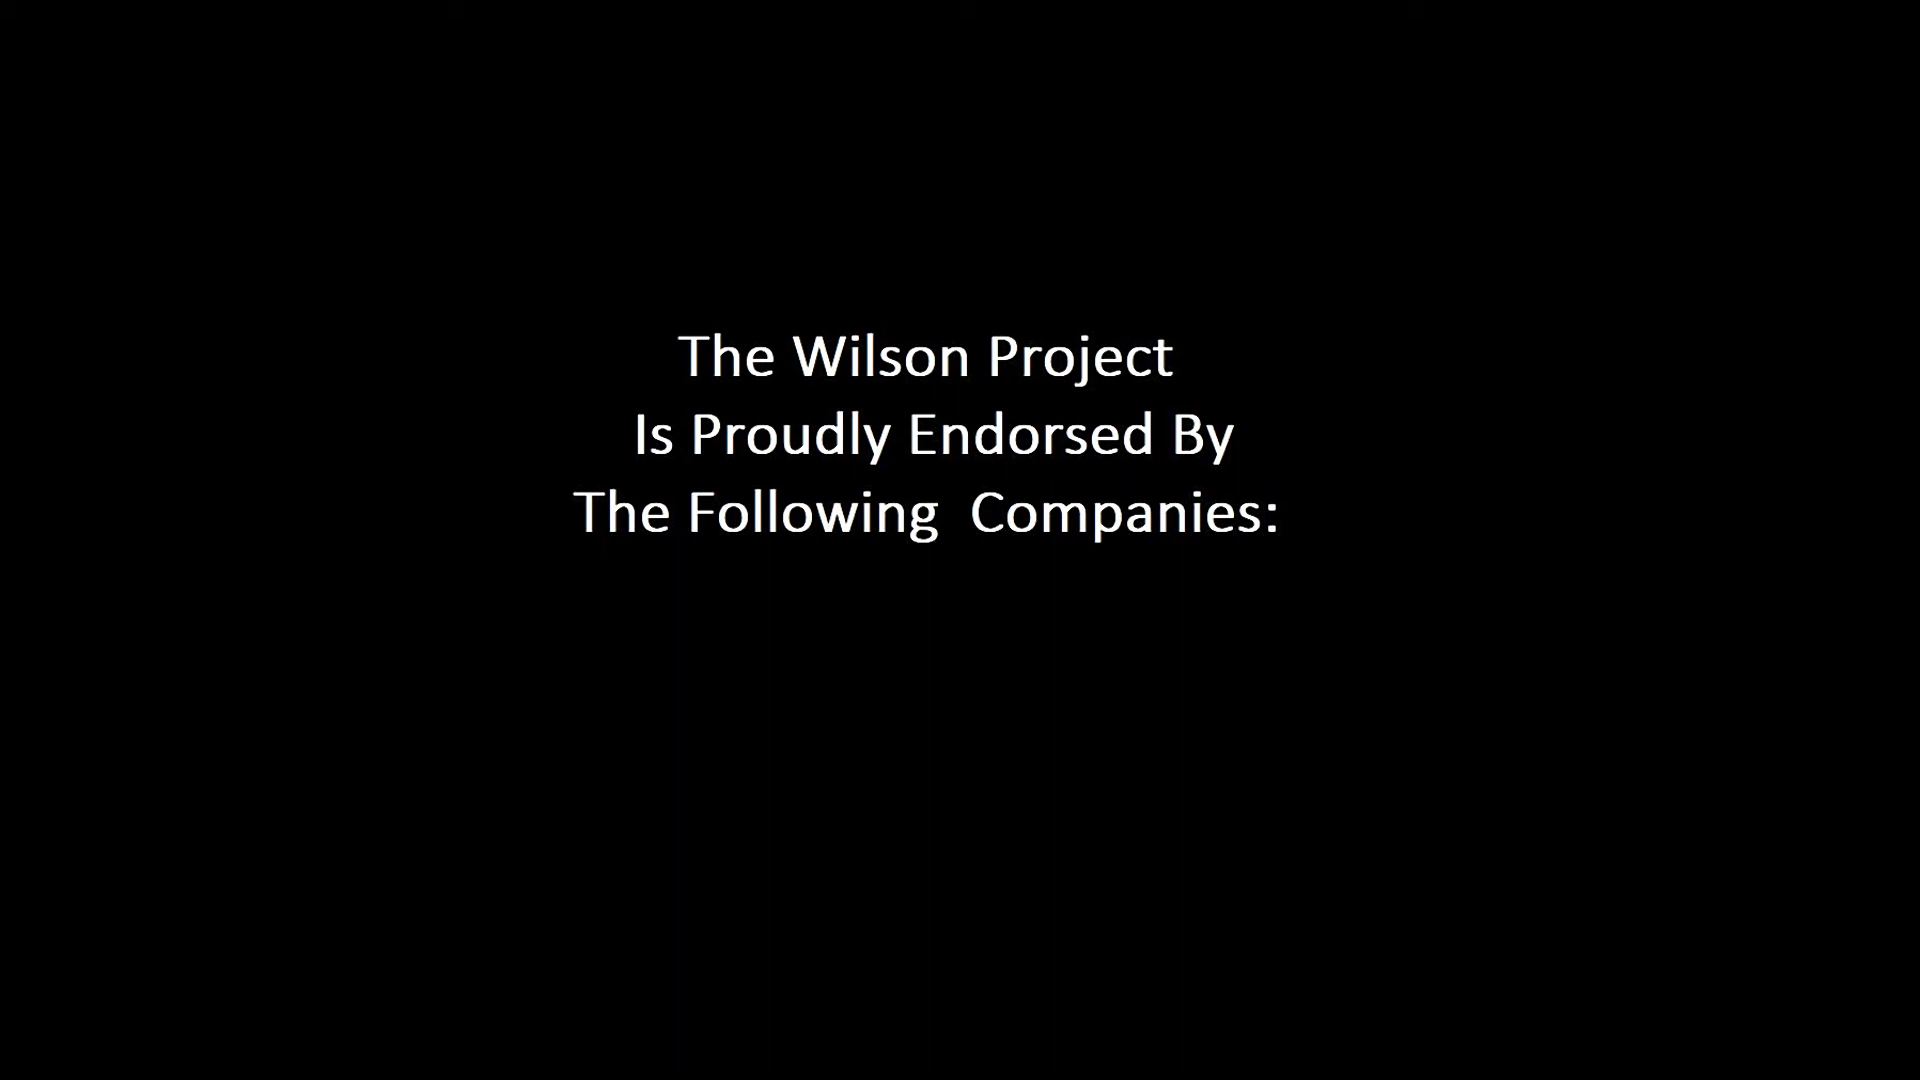 The Wilson Project
Is Proudly Endorsed By
The Following  Companies: